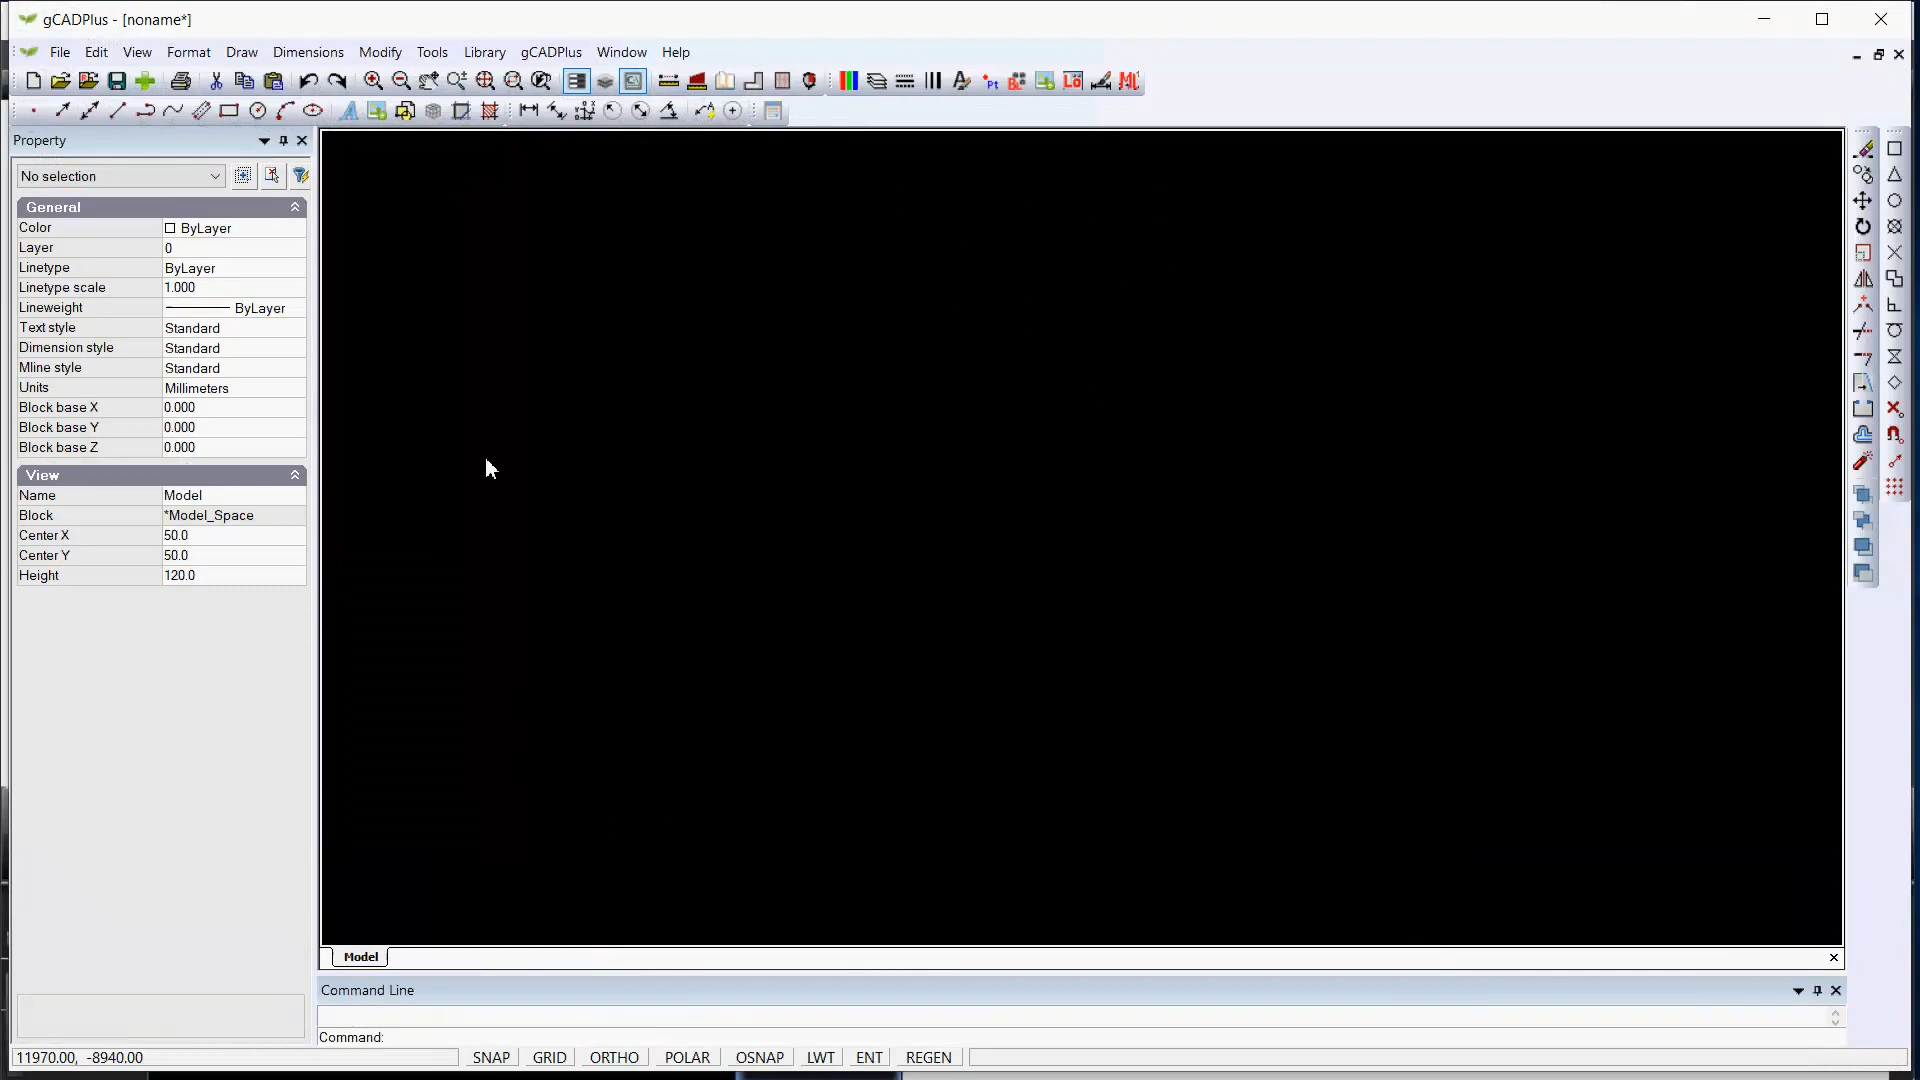 gCADPlus - [noname*]
File Edit View Format Draw Dimensions Modify Tools Library gCADPlus Window Help
Property
No selection
General
Color ByLayer
Layer 0
Linetype ByLayer
Linetype scale 1.000
Lineweight ByLayer
Text style Standard
Dimension style Standard
Mline style Standard
Units Millimeters
Block base X 0.000
Block base Y 0.000
Block base Z 0.000
View
Name Model
Block *Model_Space
Center X 50.0
Center Y 50.0
Height 120.0
Model
Command Line
Command:
11970.00, -8940.00 SNAP GRID ORTHO POLAR OSNAP LWT ENT REGEN